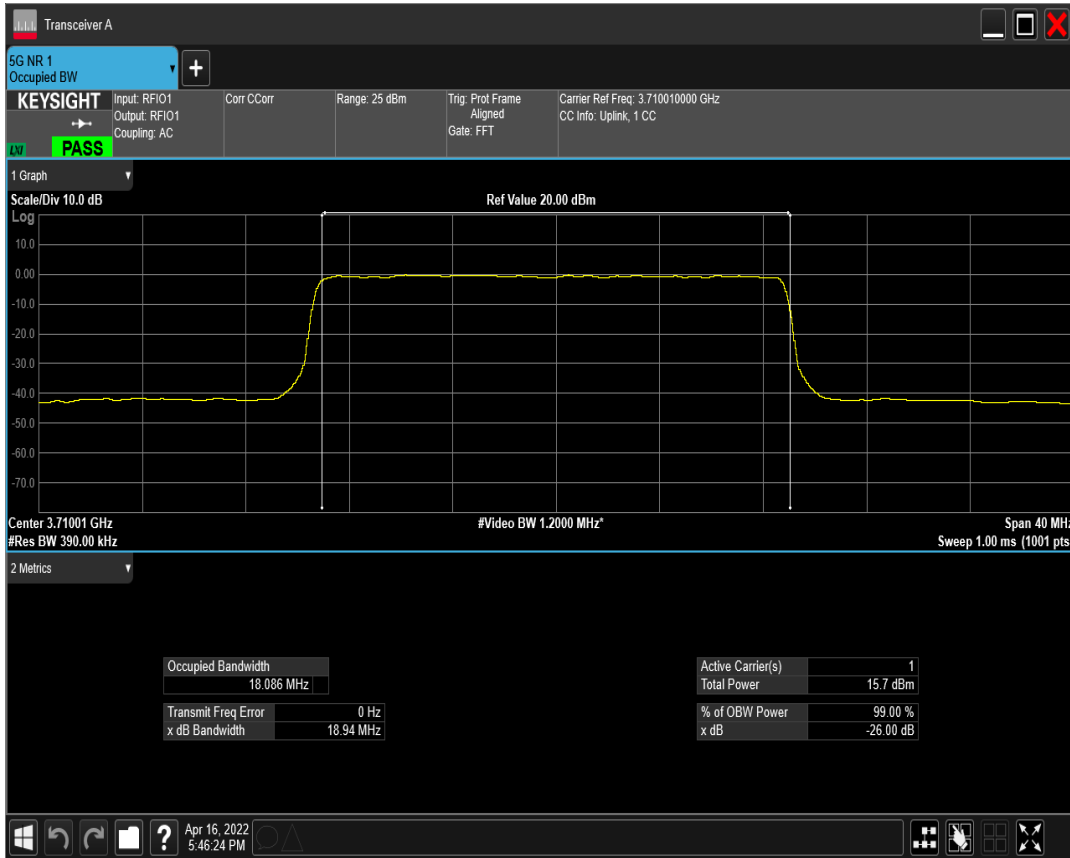 Transceiver A
5G NR 1
Occupied BW
+
KEYSIGHT
Input: RFIO1
Output: RFIO1
Coupling: AC
Corr CCorr
Range: 25 dBm
Trig: Prot Frame
Aligned
Gate: FFT
Carrier Ref Freq: 3.710010000 GHz
CC Info: Uplink, 1 CC
LXI
PASS
1 Graph
Scale/Div 10.0 dB
Ref Value 20.00 dBm
Log
10.0
0.00
-10.0
-20.0
-30.0
-40.0
-50.0
-60.0
-70.0
Center 3.71001 GHz
#Video BW 1.2000 MHz*
Span 40 MHz
#Res BW 390.00 kHz
Sweep 1.00 ms (1001 pts
2 Metrics
Occupied Bandwidth
18.086 MHz
Transmit Freq Error 0 Hz
x dB Bandwidth 18.94 MHz
Active Carrier(s) 1
Total Power 15.7 dBm
% of OBW Power 99.00 %
x dB -26.00 dB
?
Apr 16, 2022
5:46:24 PM